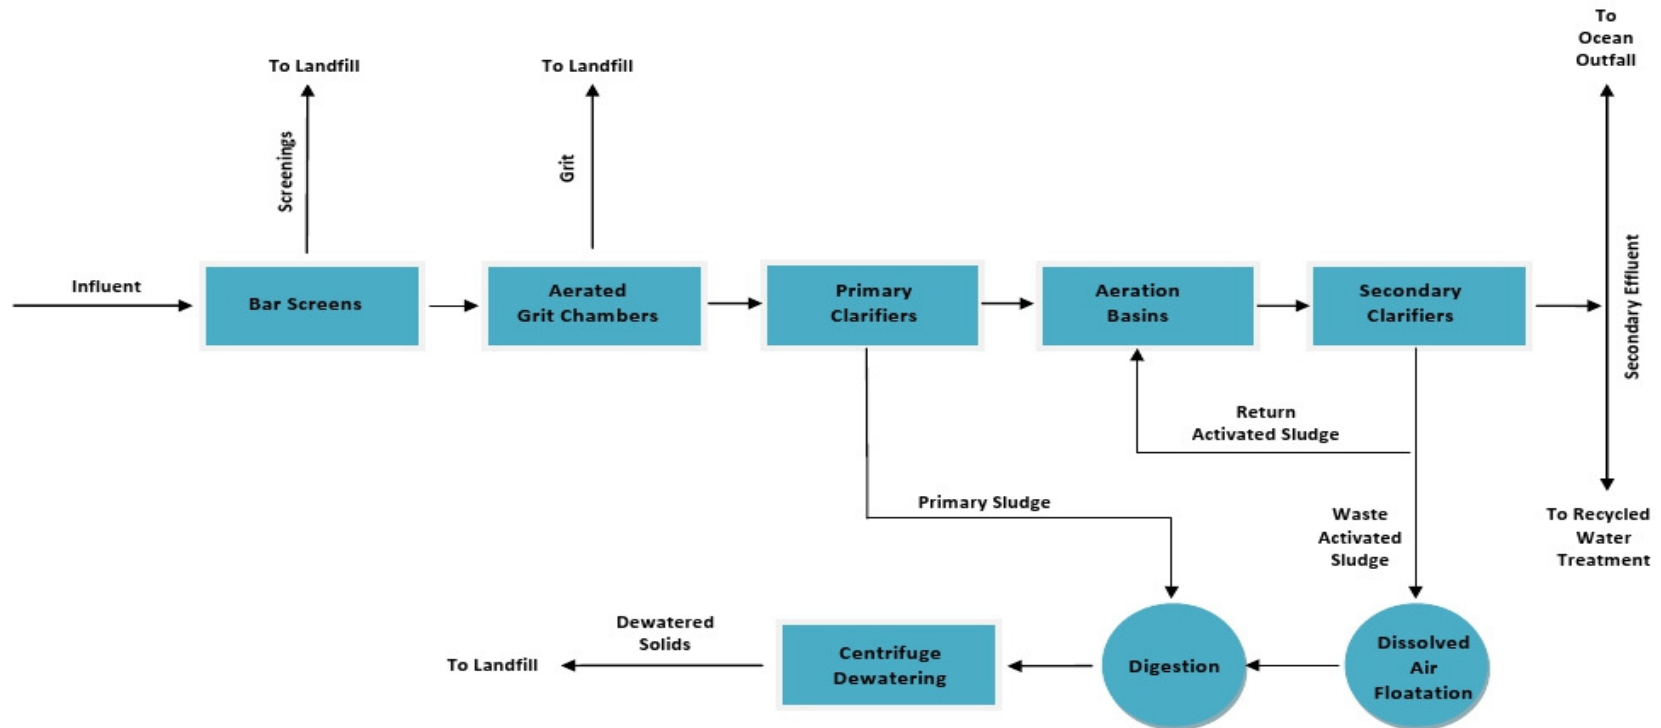 To
Ocean
Outfall
To Landfill
To Landfill
Screenings
Grit
Influent
Bar Screens
Aerated
Grit Chambers
Primary
Clarifiers
Aeration
Basins
Secondary
Clarifiers
Secondary Effluent
Return
Activated Sludge
Primary Sludge
Waste
Activated
Sludge
To Recycled
Water
Treatment
Dewatered
Solids
To Landfill
Centrifuge
Dewatering
Digestion
Dissolved
Air
Floatation